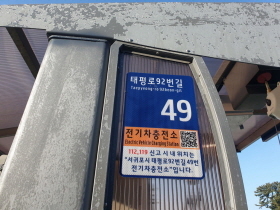 태평로92번길
Taepyeong-ro 92beon-gil
49
전기차충전소
Electric Vehicle Charging Station
112,119 신고 시 내 위치는
"서귀포시 태평로92번길 49번
전기차충전소"입니다.